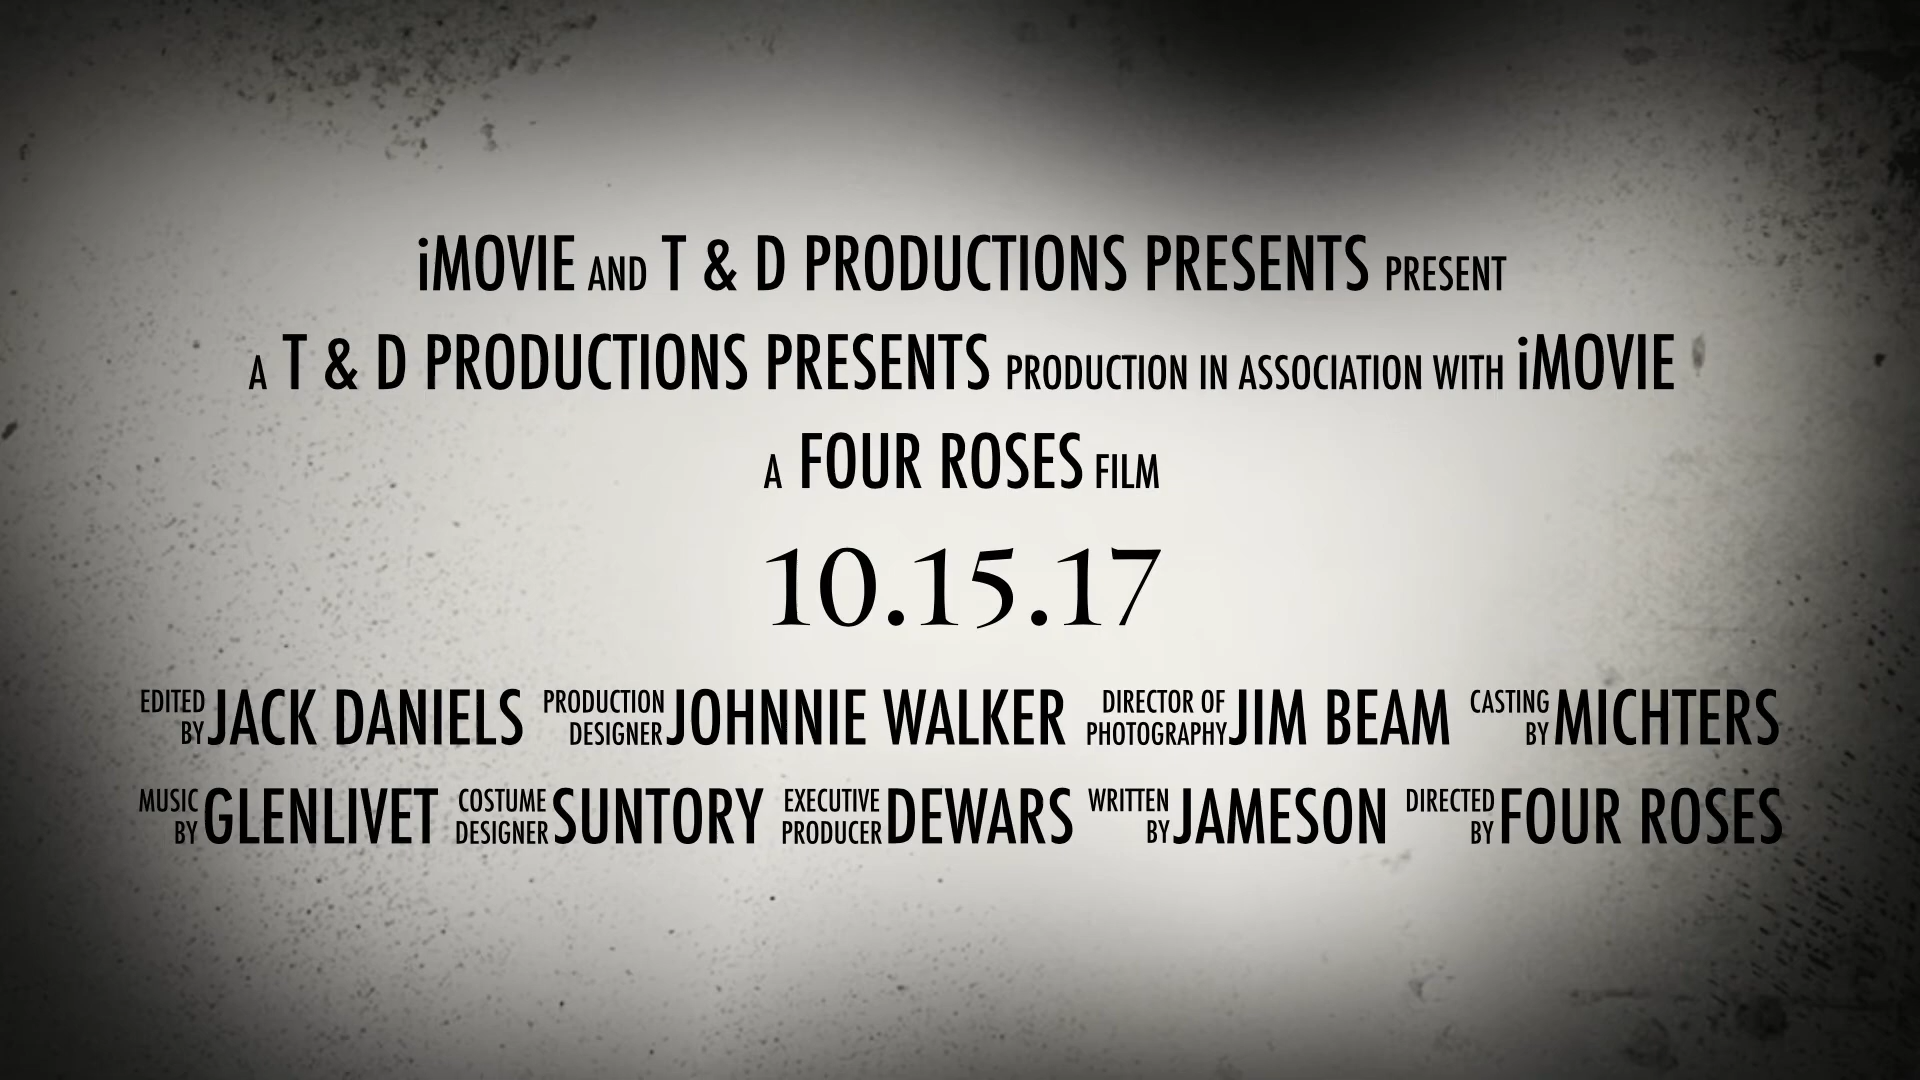 iMOVIE AND T & D PRODUCTIONS PRESENTS PRESENT
A T & D PRODUCTIONS PRESENTS PRODUCTION IN ASSOCIATION WITH iMOVIE
A FOUR ROSES FILM
10.15.17
EDITED BY JACK DANIELS PRODUCTION DESIGNER JOHNNIE WALKER DIRECTOR OF PHOTOGRAPHY JIM BEAM CASTING BY MICHTERS
MUSIC BY GLENLIVET COSTUME DESIGNER SUNTORY EXECUTIVE PRODUCER DEWARS WRITTEN BY JAMESON DIRECTED BY FOUR ROSES